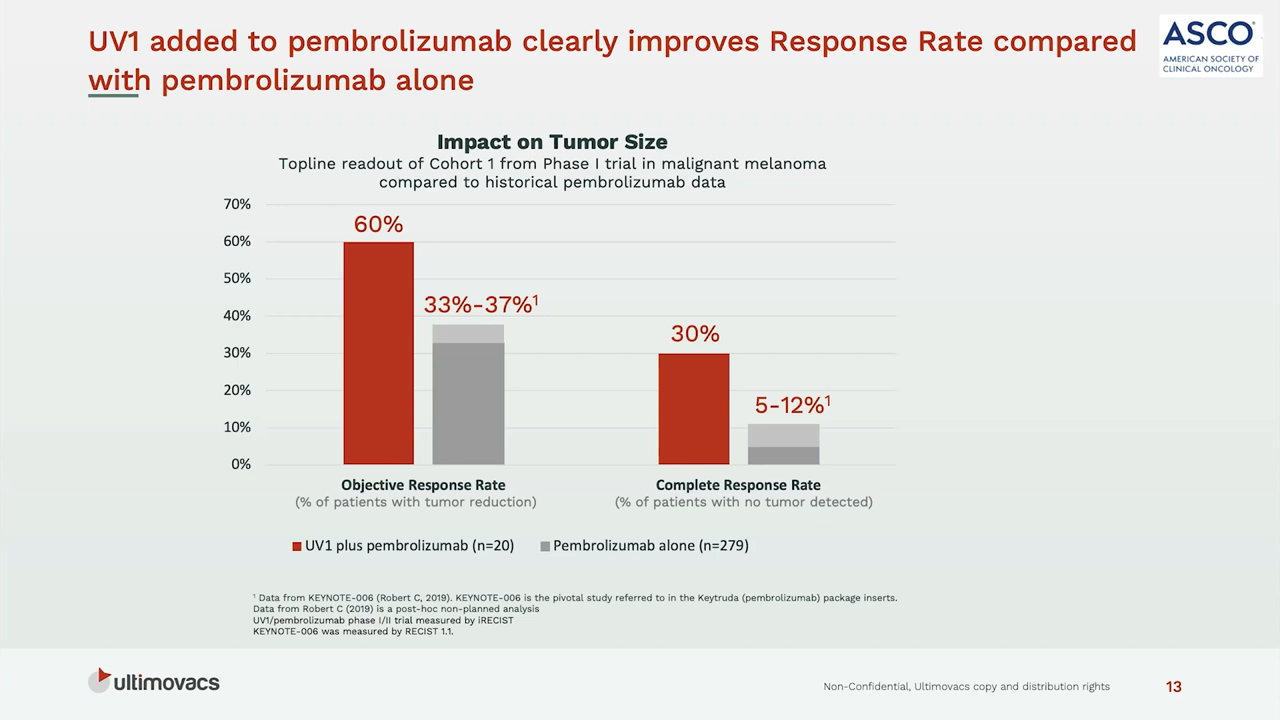 UV1 added to pembrolizumab clearly improves Response Rate compared
with pembrolizumab alone
ASCO
AMERICAN SOCIETY OF
CLINICAL ONCOLOGY
Impact on Tumor Size
Topline readout of Cohort 1 from Phase I trial in malignant melanoma
compared to historical pembrolizumab data
70%
60%
50%
40%
30%
20%
10%
0%
60%
33%-37%¹
30%
5-12%¹
Objective Response Rate
(% of patients with tumor reduction)
Complete Response Rate
(% of patients with no tumor detected)
UV1 plus pembrolizumab (n=20)
Pembrolizumab alone (n=279)
¹ Data from KEYNOTE-006 (Robert C, 2019). KEYNOTE-006 is the pivotal study referred to in the Keytruda (pembrolizumab) package inserts.
Data from Robert C (2019) is a post-hoc non-planned analysis
UV1/pembrolizumab phase I/II trial measured by iRECIST
KEYNOTE-006 was measured by RECIST 1.1.
ultimovacs
Non-Confidential, Ultimovacs copy and distribution rights
13